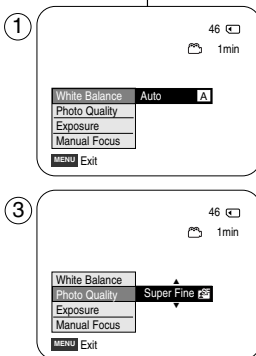 1
46
1min
White Balance Auto A
Photo Quality
Exposure
Manual Focus
MENU Exit
3
46
1min
White Balance
Photo Quality Super Fine SF
Exposure
Manual Focus
MENU Exit